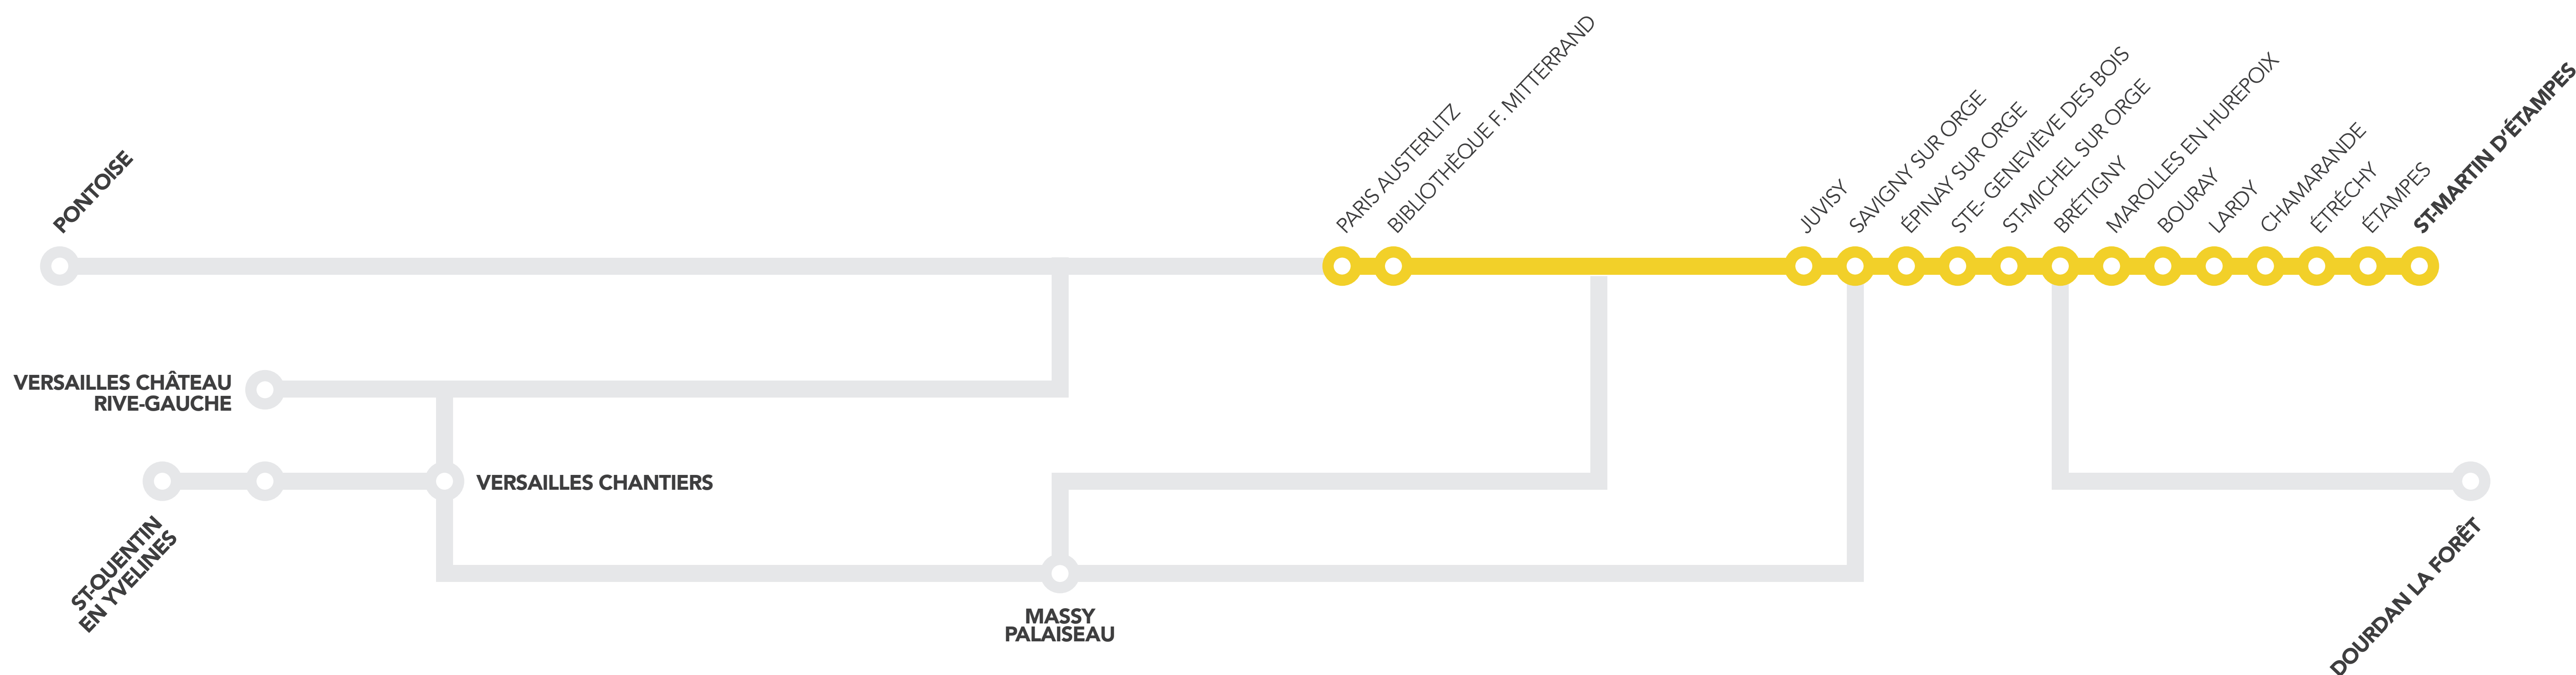 PONTOISE
PARIS AUSTERLITZ
BIBLIOTHÈQUE F. MITTERRAND
JUVISY
SAVIGNY SUR ORGE
ÉPINAY SUR ORGE
STE- GENEVIÈVE DES BOIS
ST-MICHEL SUR ORGE
BRÉTIGNY
MAROLLES EN HUREPOIX
BOURAY
LARDY
CHAMARANDE
ÉTRÉCHY
ÉTAMPES
ST-MARTIN D'ÉTAMPES
VERSAILLES CHÂTEAU
RIVE-GAUCHE
VERSAILLES CHANTIERS
ST-QUENTIN
EN YVELINES
MASSY
PALAISEAU
DOURDAN LA FORÊT